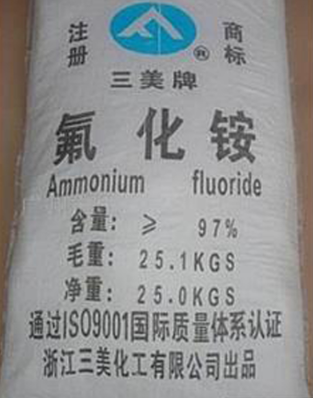 注册 商标
®
三美牌
氟化铵
Ammonium fluoride
含量: ≥ 97%
毛重: 25.1KGS
净重: 25.0KGS
通过ISO9001国际质量体系认证
浙江三美化工有限公司出品